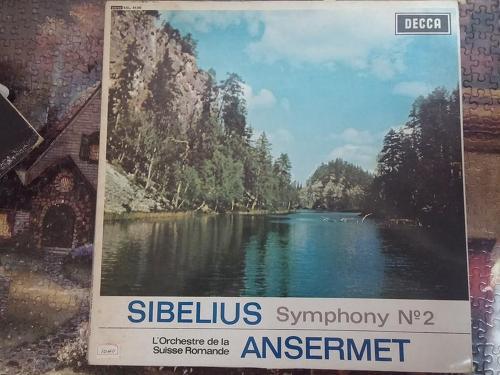 DECCA
SIBELIUS Symphony Nº2
L'Orchestre de la
Suisse Romande
ANSERMET